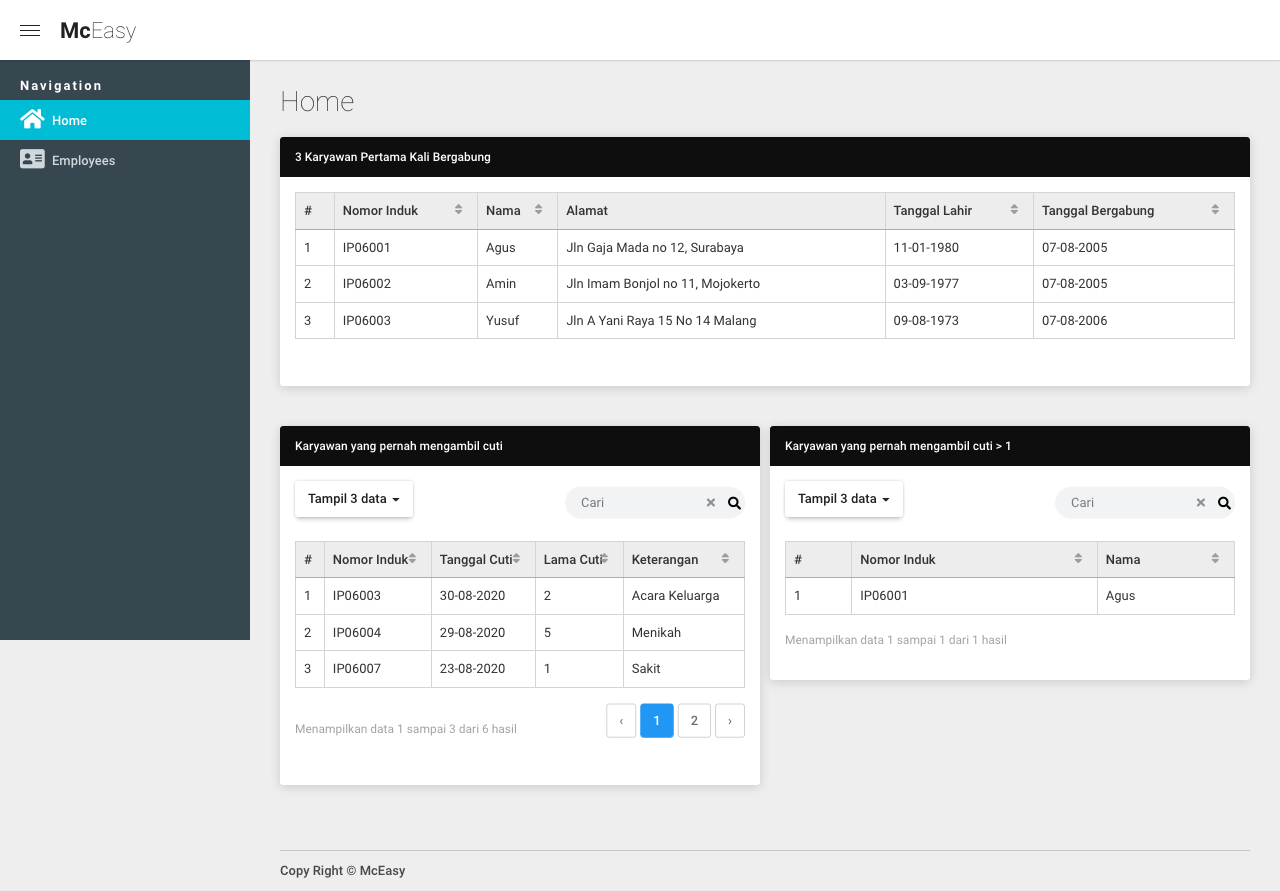 McEasy
Navigation
Home
Employees
Home
3 Karyawan Pertama Kali Bergabung
# Nomor Induk Nama Alamat Tanggal Lahir Tanggal Bergabung
1 IP06001 Agus Jln Gaja Mada no 12, Surabaya 11-01-1980 07-08-2005
2 IP06002 Amin Jln Imam Bonjol no 11, Mojokerto 03-09-1977 07-08-2005
3 IP06003 Yusuf Jln A Yani Raya 15 No 14 Malang 09-08-1973 07-08-2006
Karyawan yang pernah mengambil cuti
Tampil 3 data
Cari
# Nomor Induk Tanggal Cuti Lama Cuti Keterangan
1 IP06003 30-08-2020 2 Acara Keluarga
2 IP06004 29-08-2020 5 Menikah
3 IP06007 23-08-2020 1 Sakit
Menampilkan data 1 sampai 3 dari 6 hasil
‹ 1 2 ›
Karyawan yang pernah mengambil cuti > 1
Tampil 3 data
Cari
# Nomor Induk Nama
1 IP06001 Agus
Menampilkan data 1 sampai 1 dari 1 hasil
Copy Right © McEasy